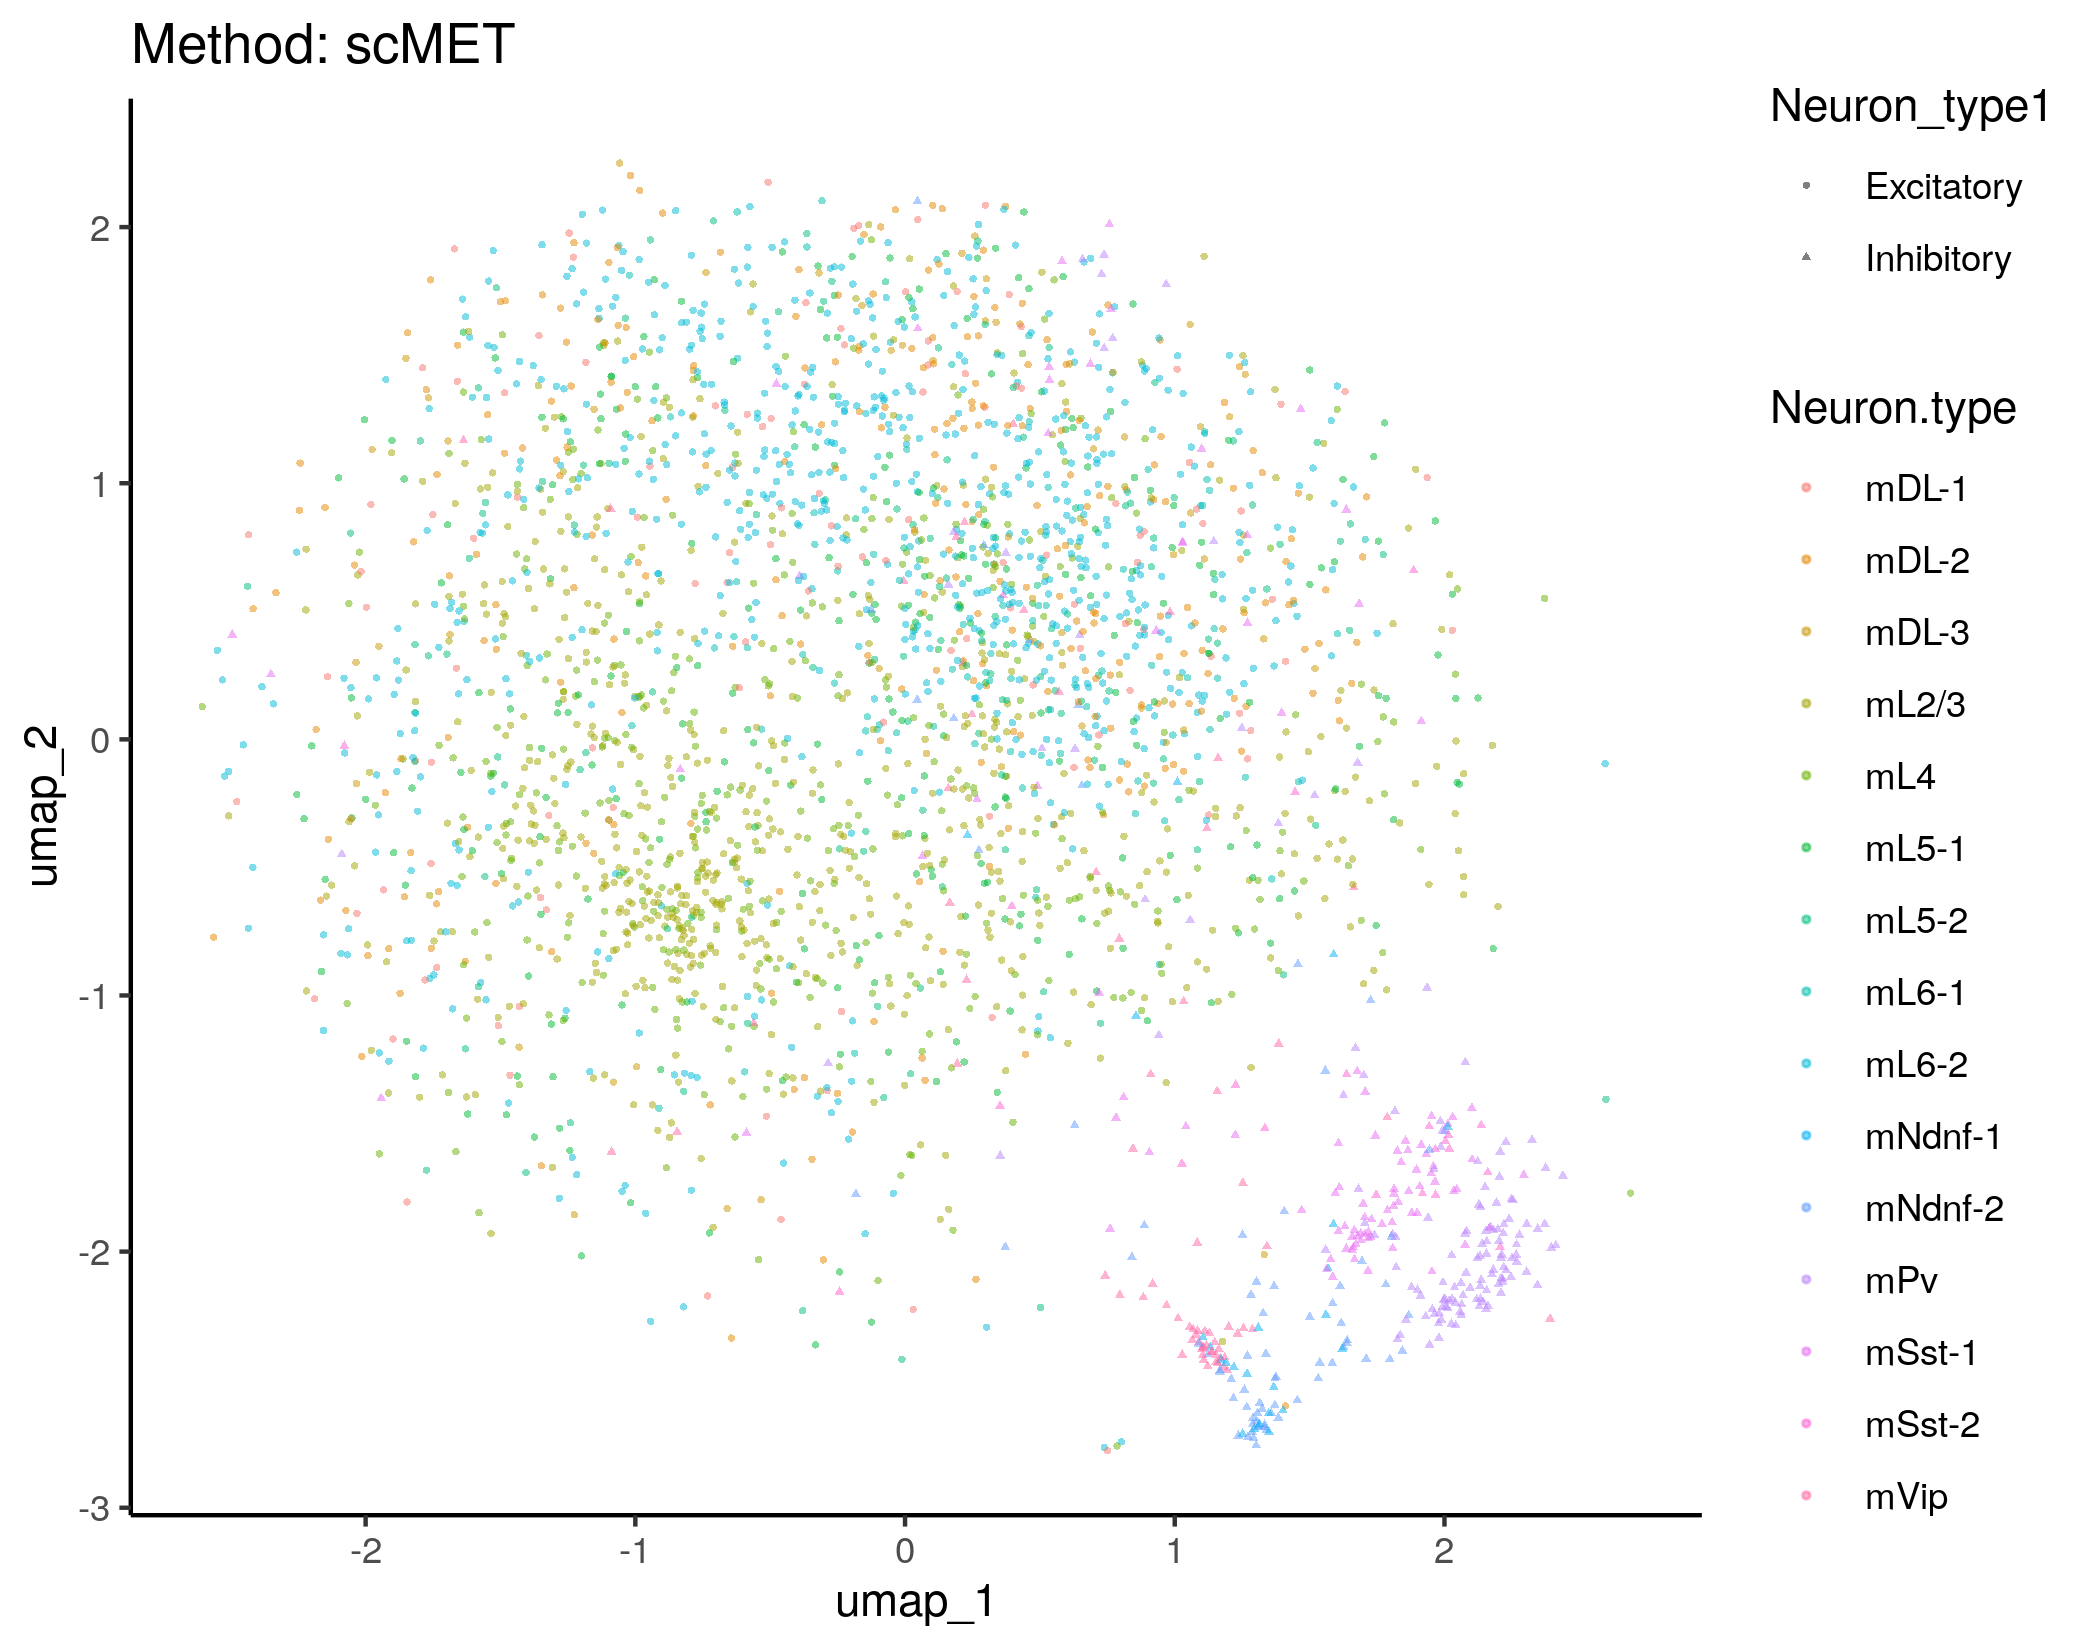 Method: scMET
umap_2
2
1
0
-1
-2
-3
-2
-1
0
1
2
umap_1
Neuron_type1
Excitatory
Inhibitory
Neuron.type
mDL-1
mDL-2
mDL-3
mL2/3
mL4
mL5-1
mL5-2
mL6-1
mL6-2
mNdnf-1
mNdnf-2
mPv
mSst-1
mSst-2
mVip